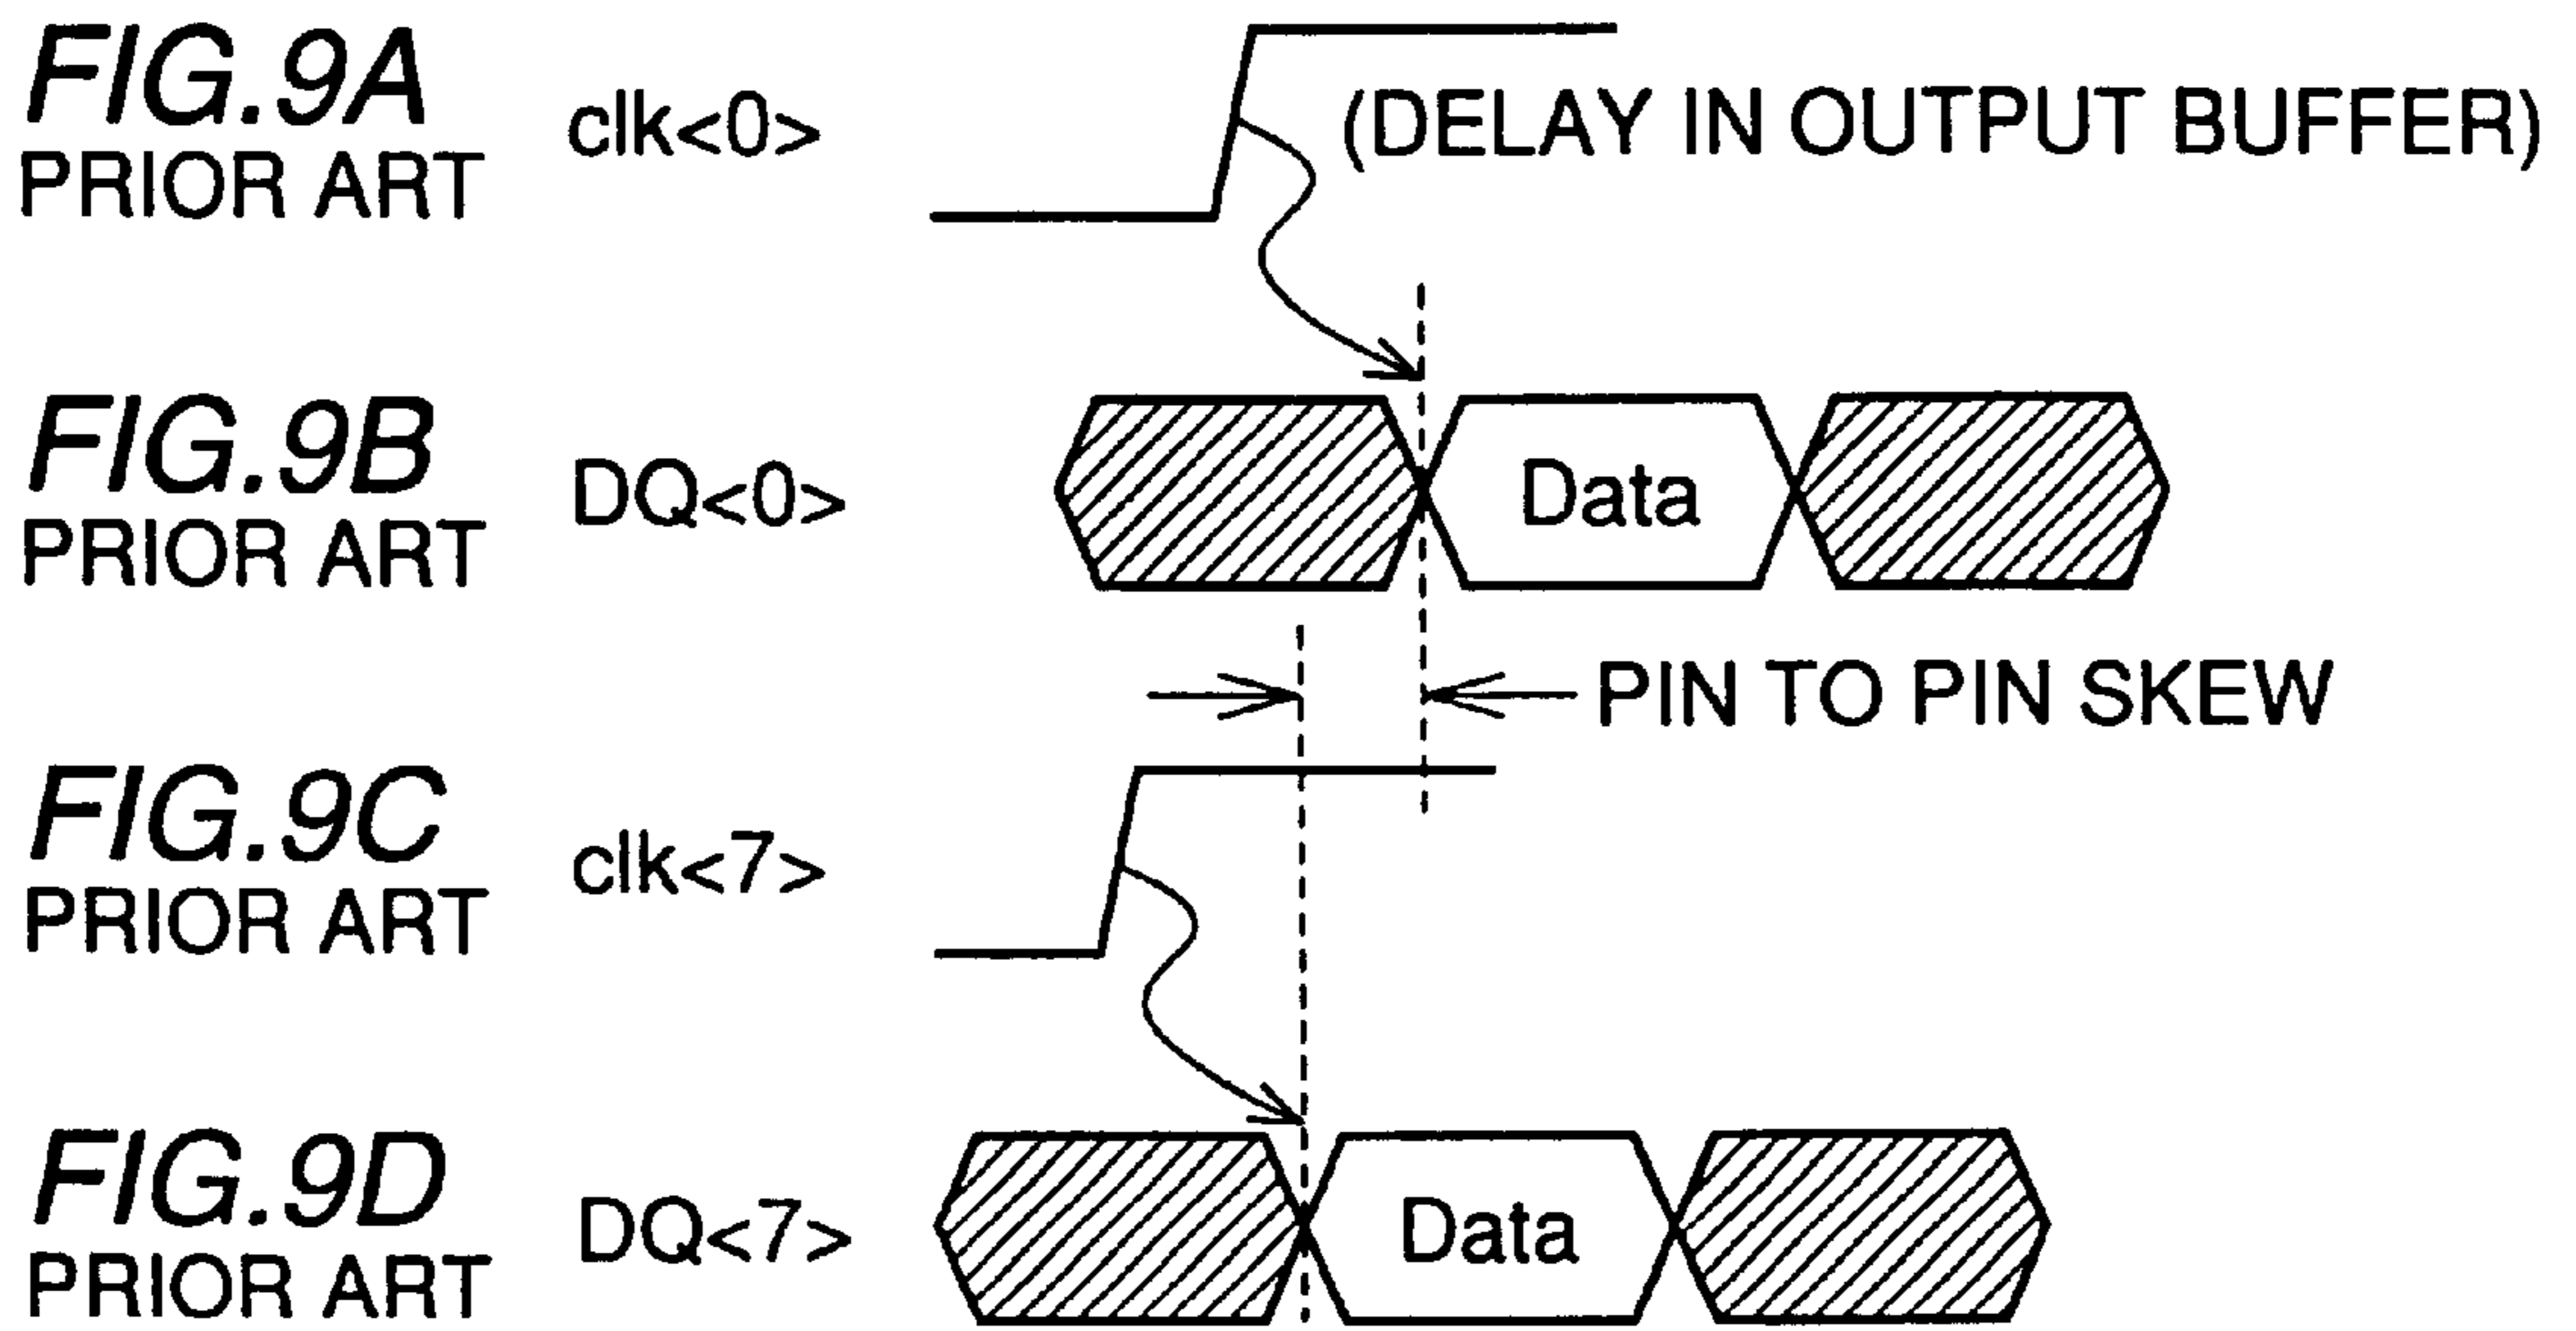 FIG.9A
PRIOR ART
clk<0>
(DELAY IN OUTPUT BUFFER)
FIG.9B
PRIOR ART
DQ<0>
Data
PIN TO PIN SKEW
FIG.9C
PRIOR ART
clk<7>
FIG.9D
PRIOR ART
DQ<7>
Data